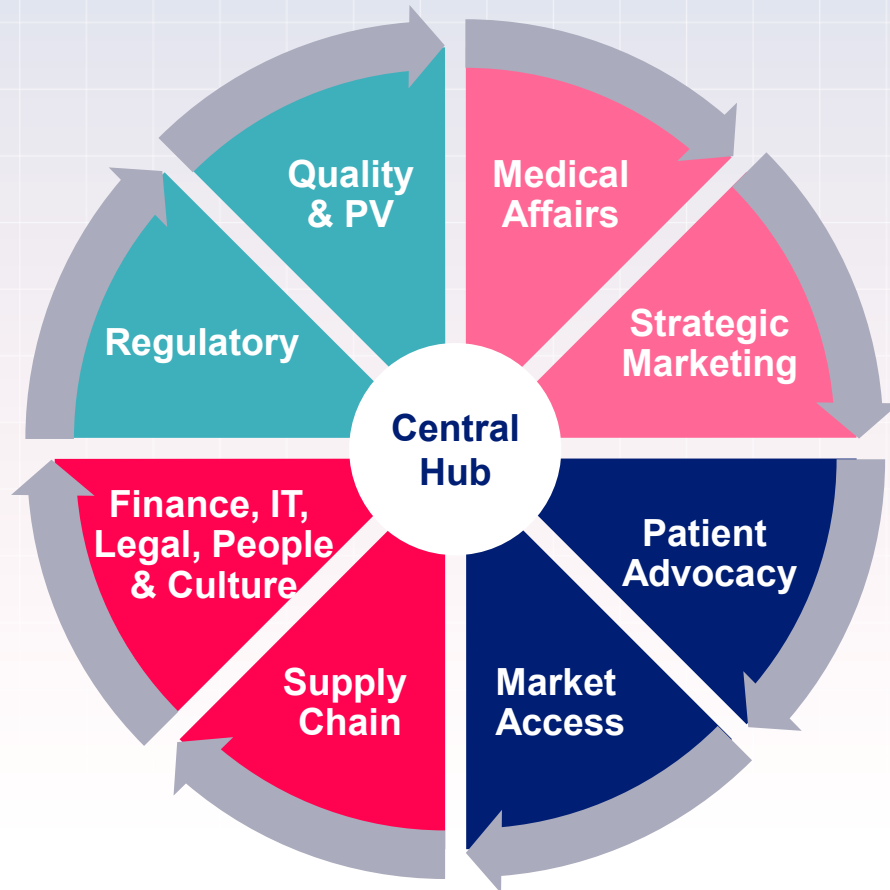 Quality
& PV
Medical
Affairs
Strategic
Marketing
Patient
Advocacy
Market
Access
Supply
Chain
Finance, IT,
Legal, People
& Culture
Regulatory
Central
Hub